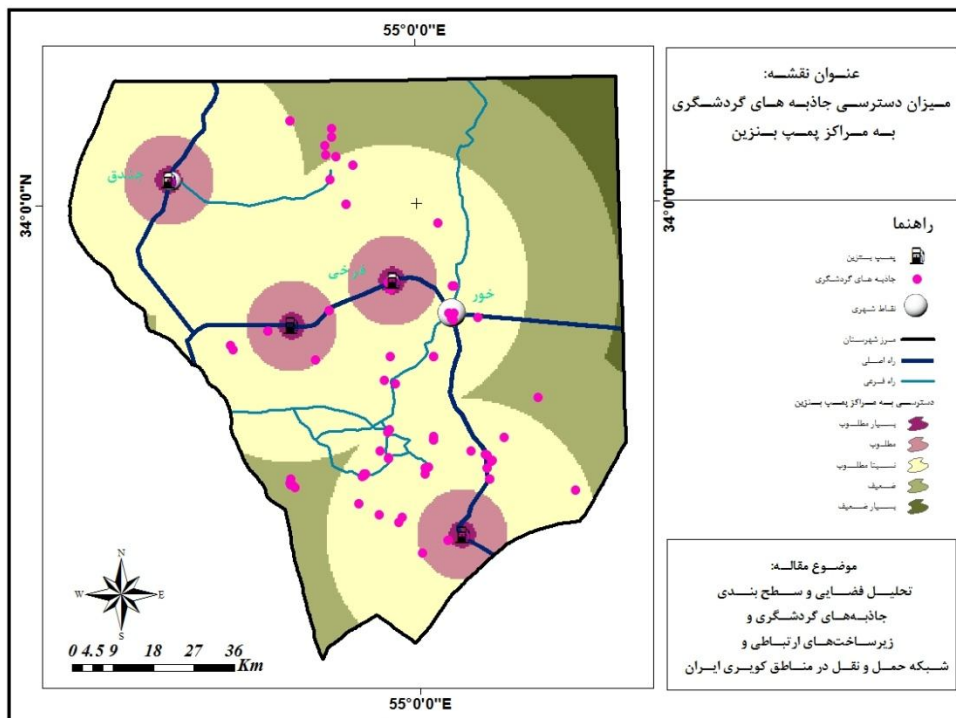 55°0'0"E
34°0'0"N
34°0'0"N
جندق
فرخی
خور
N
W
E
S
0 4.5 9 18 27 36
Km
55°0'0"E
عنوان نقشه:
میزان دسترسی جاذبه های گردشگری
به مراکز پمپ بنزین
راهنما
پمپ بنزین
جاذبه های گردشگری
نقاط شهری
مرز شهرستان
راه اصلی
راه فرعی
دسترسی به مراکز پمپ بنزین
بسیار مطلوب
مطلوب
نسبتا مطلوب
ضعیف
بسیار ضعیف
موضوع مقاله:
تحلیل فضایی و سطح بندی
جاذبه‌های گردشگری و
زیرساخت‌های ارتباطی و
شبکه حمل و نقل در مناطق کویری ایران